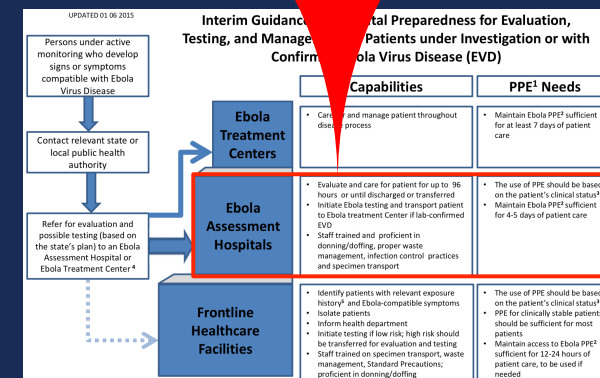 UPDATED 01 06 2015
Interim Guidanc tal Preparedness for Evaluation,
Testing, and Manage Patients under Investigation or with
Confirm ola Virus Disease (EVD)
Persons under active
monitoring who develop
signs or symptoms
compatible with Ebola
Virus Disease
Contact relevant state or
local public health
authority
Refer for evaluation and
possible testing (based on
the state's plan) to an Ebola
Assessment Hospital or
Ebola Treatment Center 4
Capabilities
PPE1 Needs
Ebola
Treatment
Centers
• Care and manage patient throughout
process
• Maintain Ebola PPE2 sufficient
for at least 7 days of patient
care
Ebola
Assessment
Hospitals
• Evaluate and care for patient for up to 96
hours or until discharged or transferred
• Initiate Ebola testing and transport patient
to Ebola treatment Center if lab-confirmed
EVD
• Staff trained and proficient in
donning/doffing, proper waste
management, infection control practices
and specimen transport
• The use of PPE should be based
on the patient's clinical status3
• Maintain Ebola PPE2 sufficient
for 4-5 days of patient care
Frontline
Healthcare
Facilities
• Identify patients with relevant exposure
history5 and Ebola-compatible symptoms
• Isolate patients
• Inform health department
• Initiate testing if low risk; high risk should
be transferred for evaluation and testing
• Staff trained on specimen transport, waste
management, Standard Precautions;
proficient in donning/doffing
• The use of PPE should be based
on the patient's clinical status3
• PPE for clinically stable patients
should be sufficient for most
patients
• Maintain access to Ebola PPE2
sufficient for 12-24 hours of
patient care, to be used if
needed